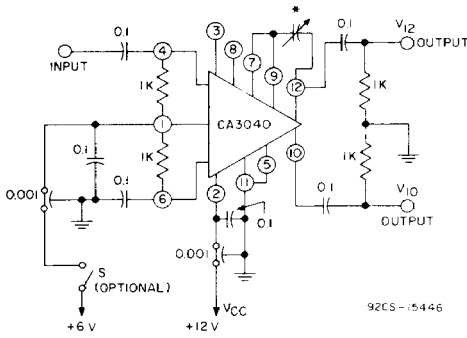 *
0.1
V12 OUTPUT
0.1
INPUT
4
3
8
7
9
12
1K
1K
1
CA3040
0.1
1K
1K
10
5
11
0.1
V10
OUTPUT
0.001
0.1
6
2
0.1
0.001
S
(OPTIONAL)
VCC
+6V
+12V
92CS-15446